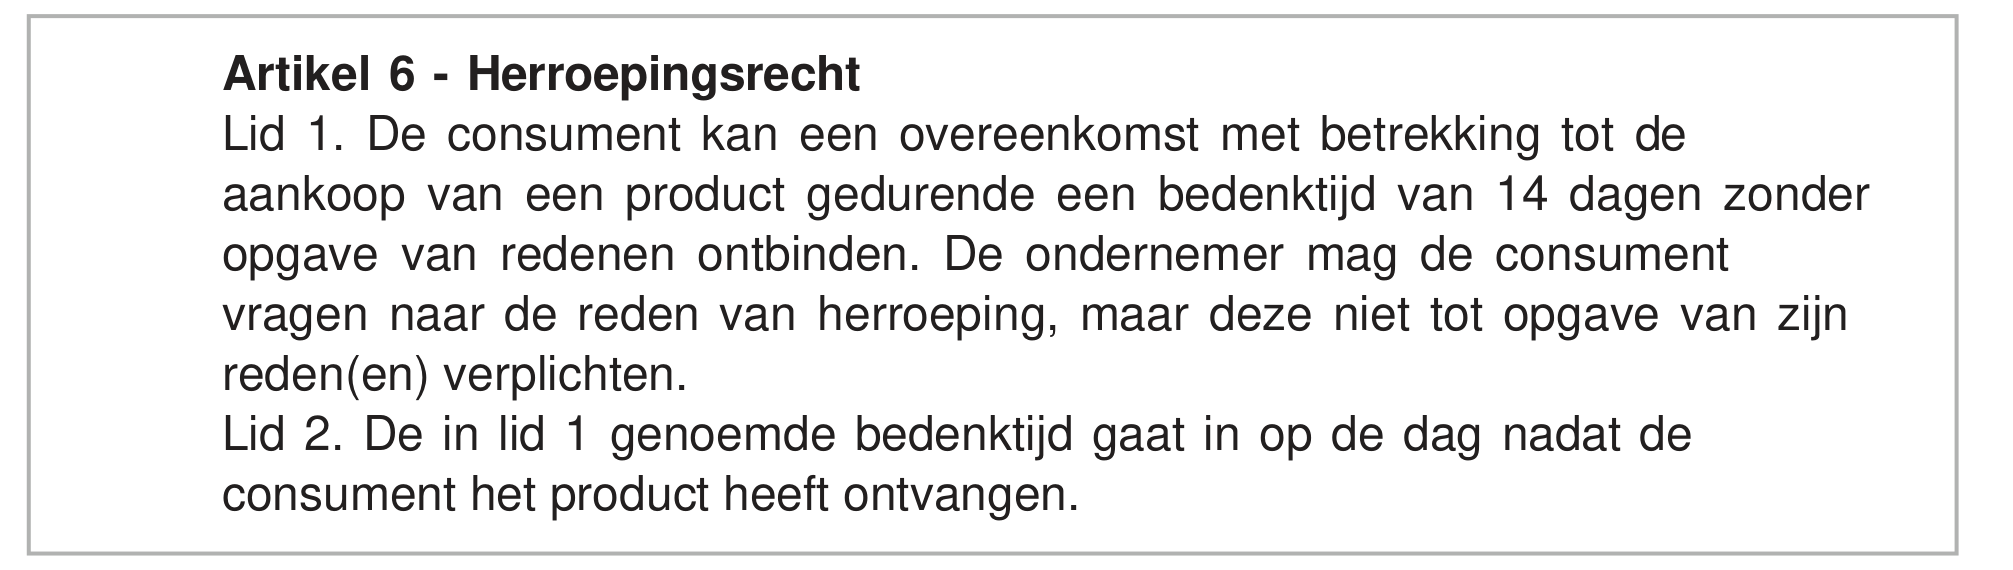 Artikel 6 - Herroepingsrecht
Lid 1. De consument kan een overeenkomst met betrekking tot de
aankoop van een product gedurende een bedenktijd van 14 dagen zonder
opgave van redenen ontbinden. De ondernemer mag de consument
vragen naar de reden van herroeping, maar deze niet tot opgave van zijn
reden(en) verplichten.
Lid 2. De in lid 1 genoemde bedenktijd gaat in op de dag nadat de
consument het product heeft ontvangen.